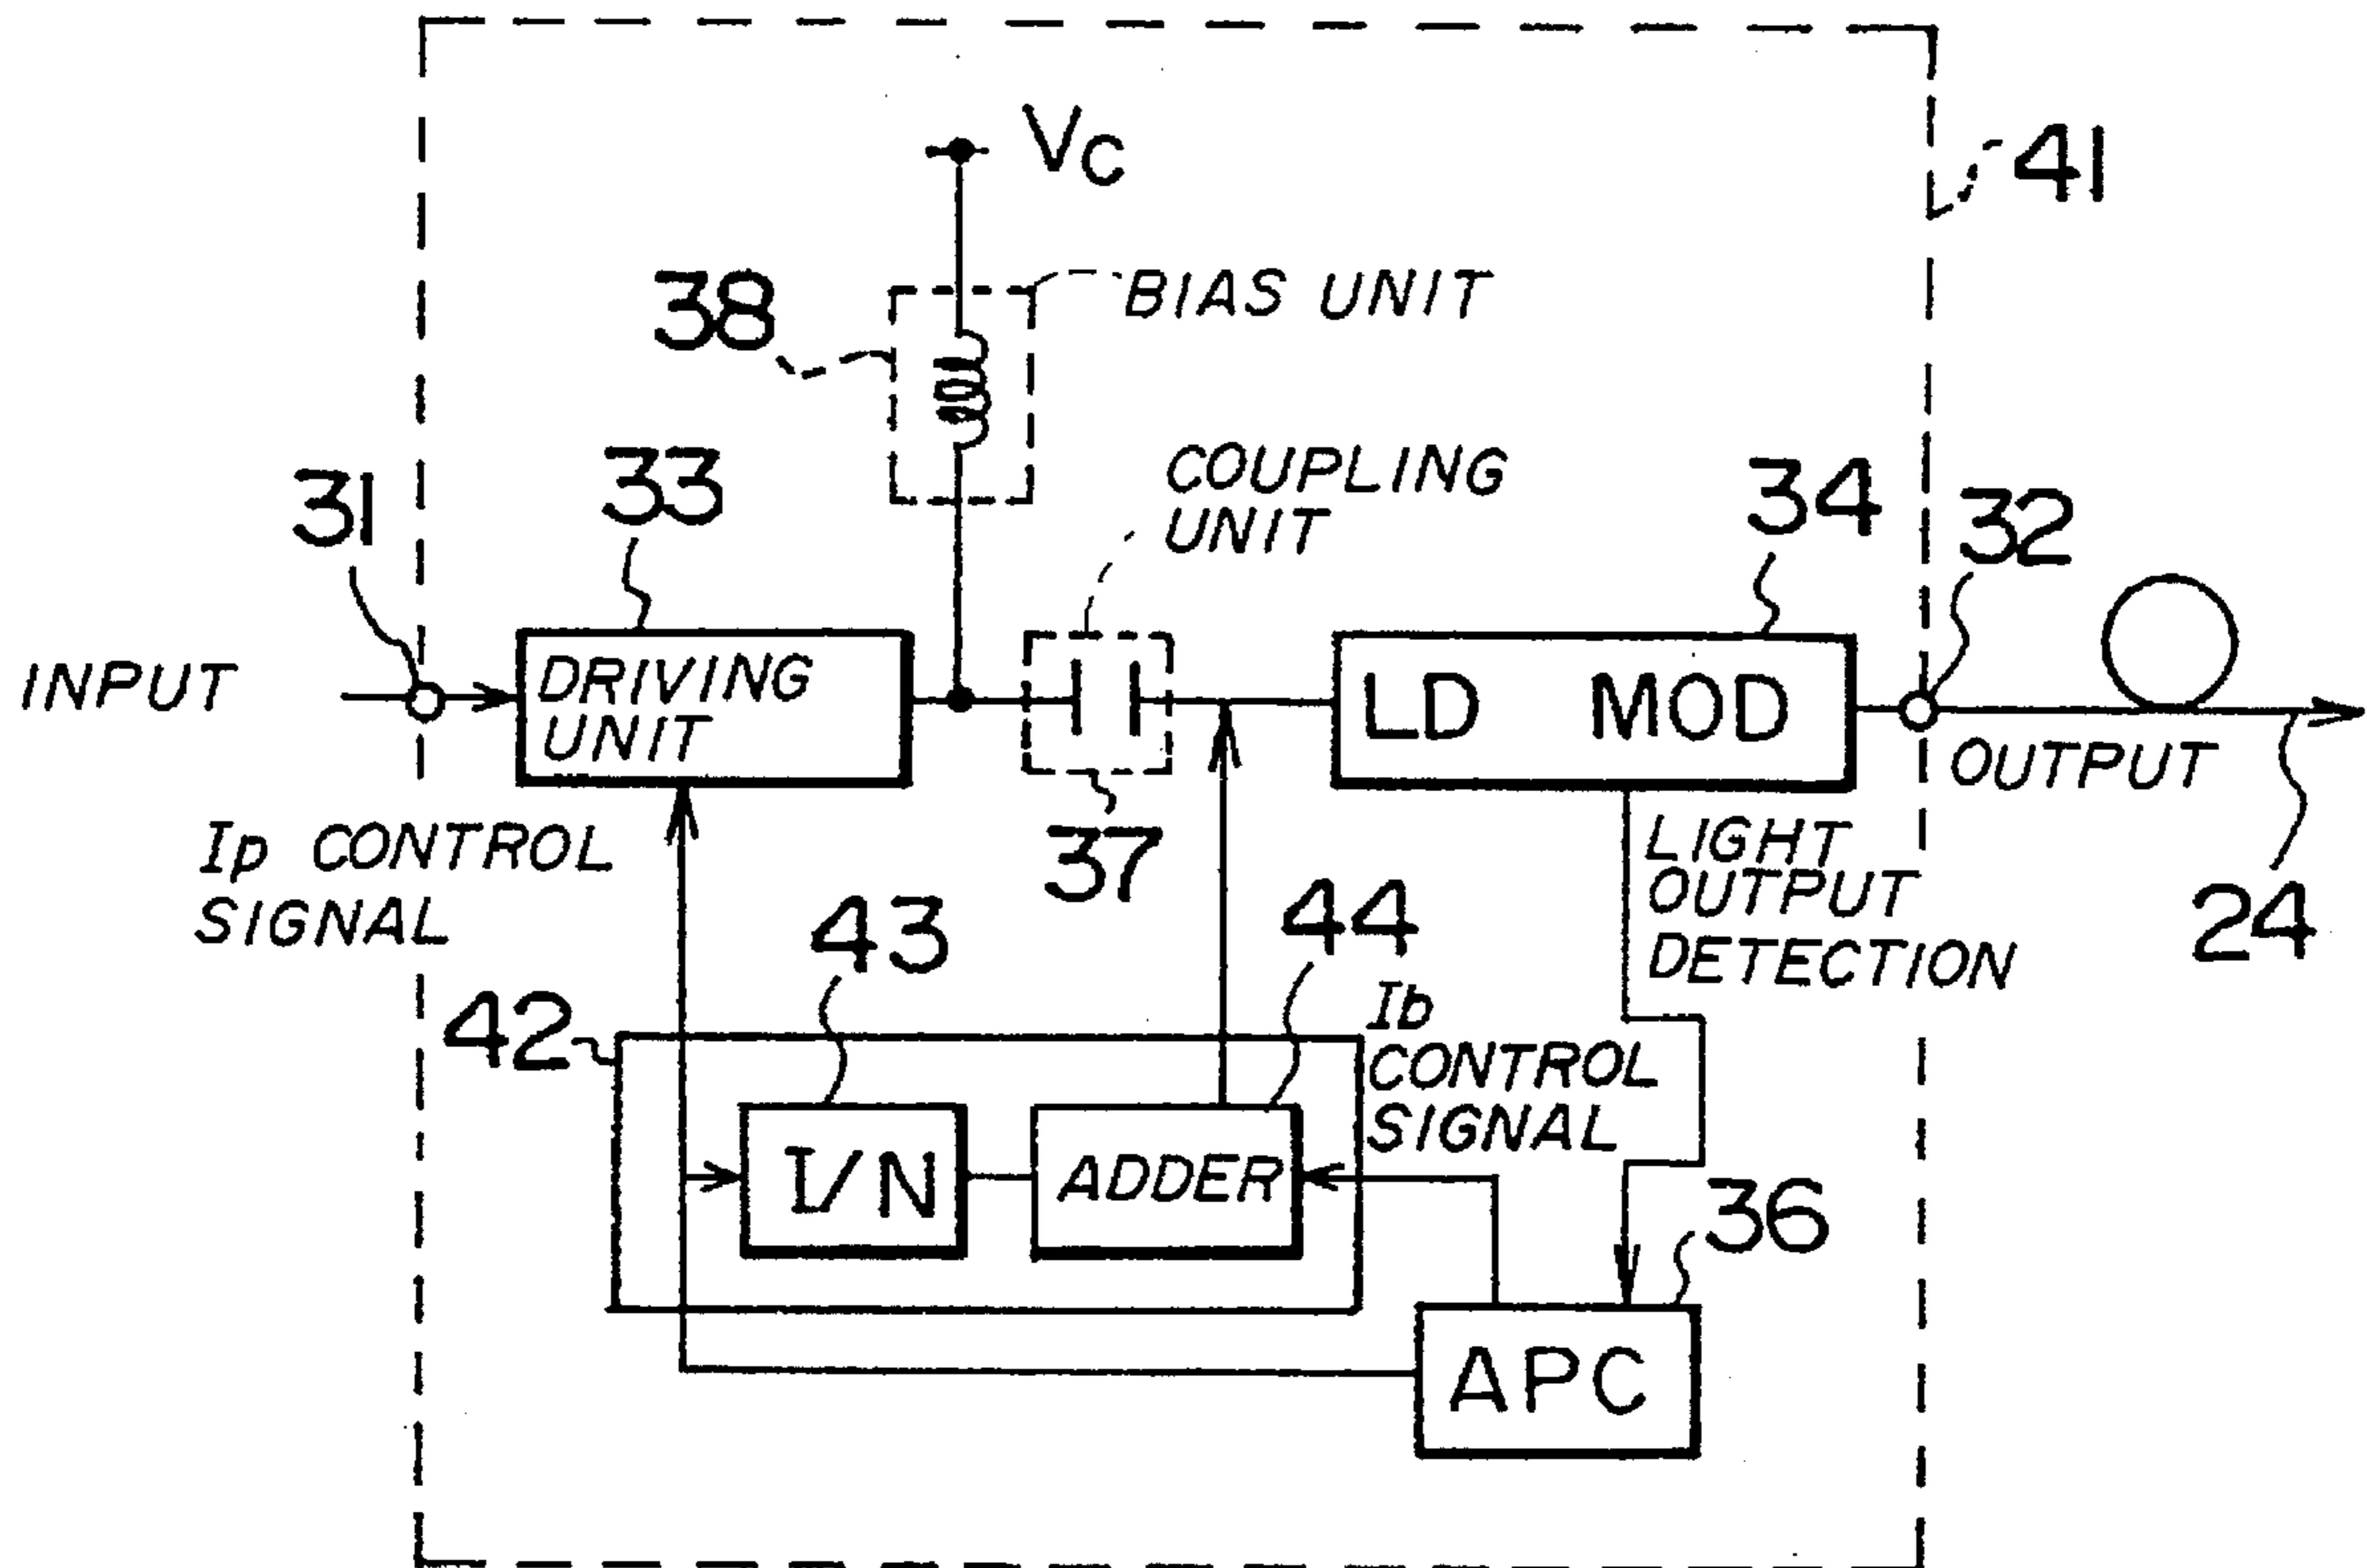 VC
41
38
BIAS UNIT
COUPLING
UNIT
31
33
34
32
INPUT
DRIVING
UNIT
LD MOD
OUTPUT
37
Ip CONTROL
SIGNAL
LIGHT
OUTPUT
DETECTION
24
43
44
42
Ib
CONTROL
SIGNAL
1/N
ADDER
36
APC